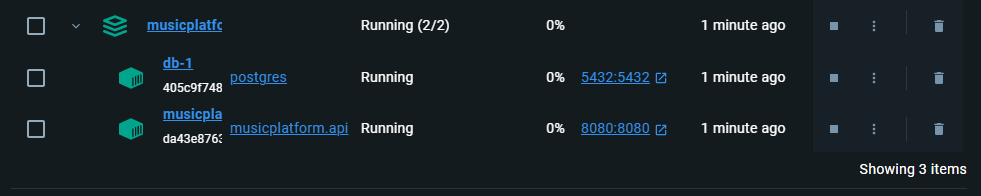 musicplatfo Running (2/2) 0% 1 minute ago
db-1
405c9f748 postgres Running 0% 5432:5432 1 minute ago
musicpla
da43e8763 musicplatform.api Running 0% 8080:8080 1 minute ago
Showing 3 items